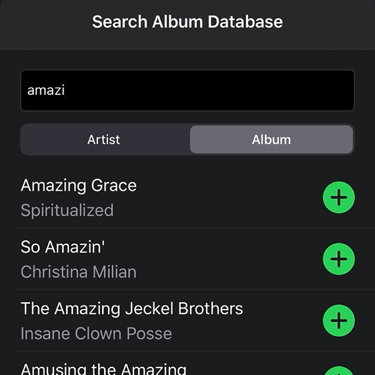 Search Album Database
amazi
Artist
Album
Amazing Grace
Spiritualized
So Amazin'
Christina Milian
The Amazing Jeckel Brothers
Insane Clown Posse
Amusing the Amazing